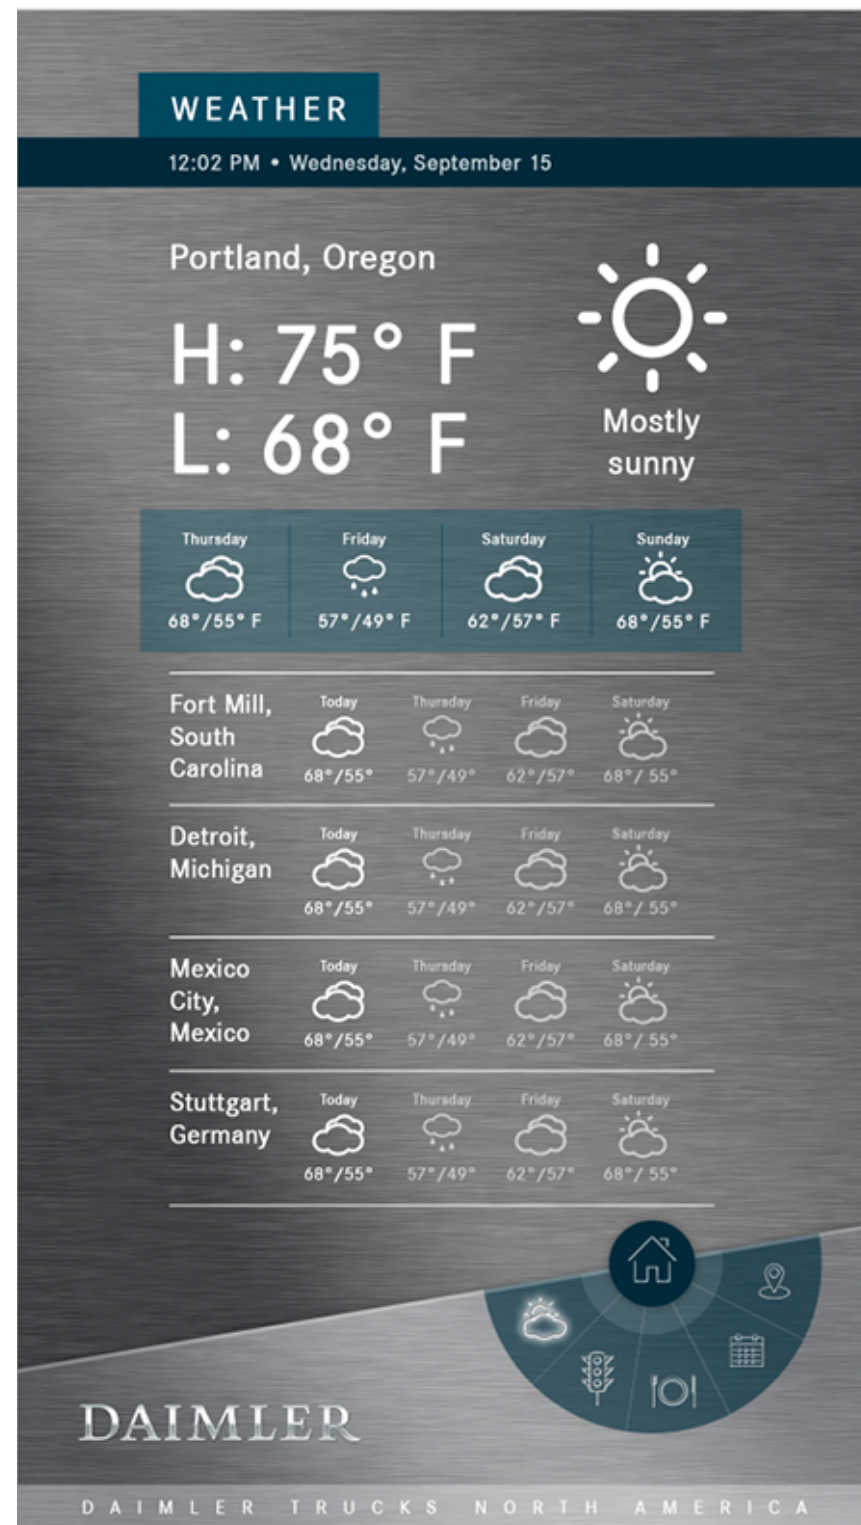 WEATHER
12:02 PM • Wednesday, September 15
Portland, Oregon
H: 75° F
L: 68° F
Mostly
sunny
Thursday Friday Saturday Sunday
68°/55° F 57°/49° F 62°/57° F 68°/55° F
Fort Mill,
South
Carolina
Today Thursday Friday Saturday
68°/55° 57°/49° 62°/57° 68°/ 55°
Detroit,
Michigan
Today Thursday Friday Saturday
68°/55° 57°/49° 62°/57° 68°/ 55°
Mexico
City,
Mexico
Today Thursday Friday Saturday
68°/55° 57°/49° 62°/57° 68°/ 55°
Stuttgart,
Germany
Today Thursday Friday Saturday
68°/55° 57°/49° 62°/57° 68°/ 55°
DAIMLER
DAIMLER TRUCKS NORTH AMERICA